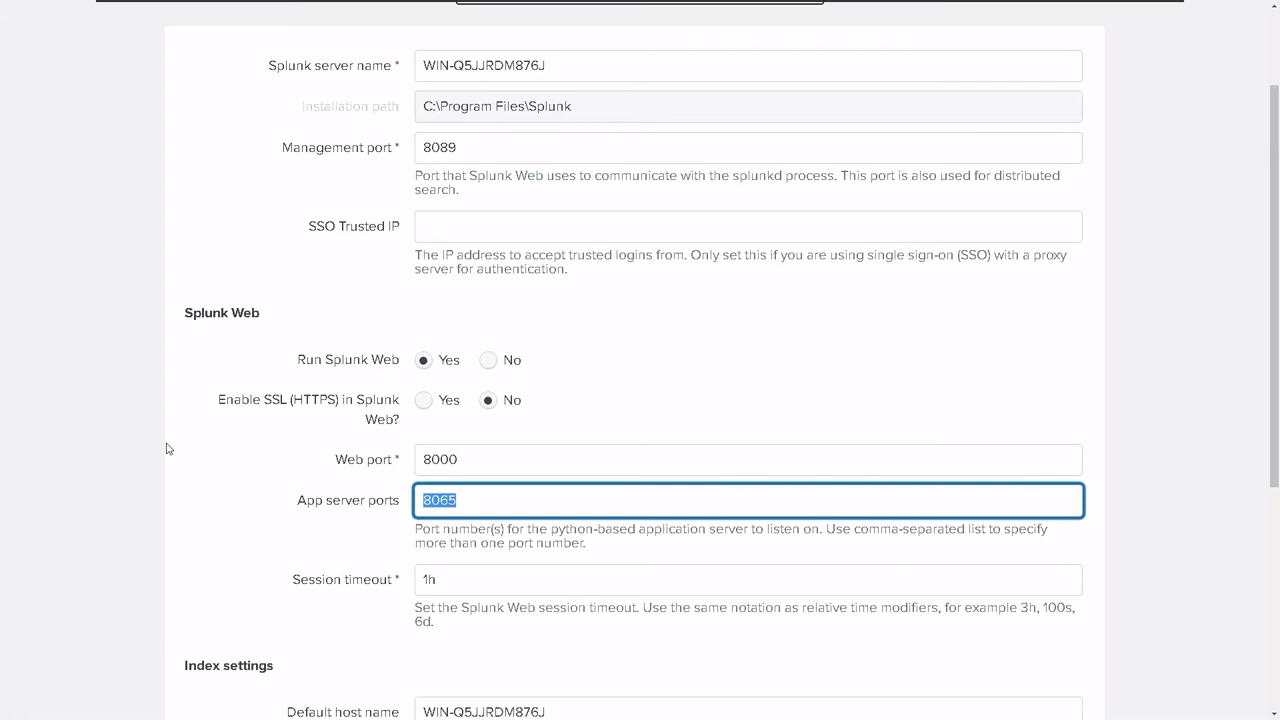 Splunk server name *
WIN-Q5JJRDM876J
Installation path
C:\Program Files\Splunk
Management port *
8089
Port that Splunk Web uses to communicate with the splunkd process. This port is also used for distributed
search.
SSO Trusted IP
The IP address to accept trusted logins from. Only set this if you are using single sign-on (SSO) with a proxy
server for authentication.
Splunk Web
Run Splunk Web
Yes
No
Enable SSL (HTTPS) in Splunk
Web?
Yes
No
Web port *
8000
App server ports
8065
Port number(s) for the python-based application server to listen on. Use comma-separated list to specify
more than one port number.
Session timeout *
1h
Set the Splunk Web session timeout. Use the same notation as relative time modifiers, for example 3h, 100s,
6d.
Index settings
Default host name
WIN-Q5JJRDM876J